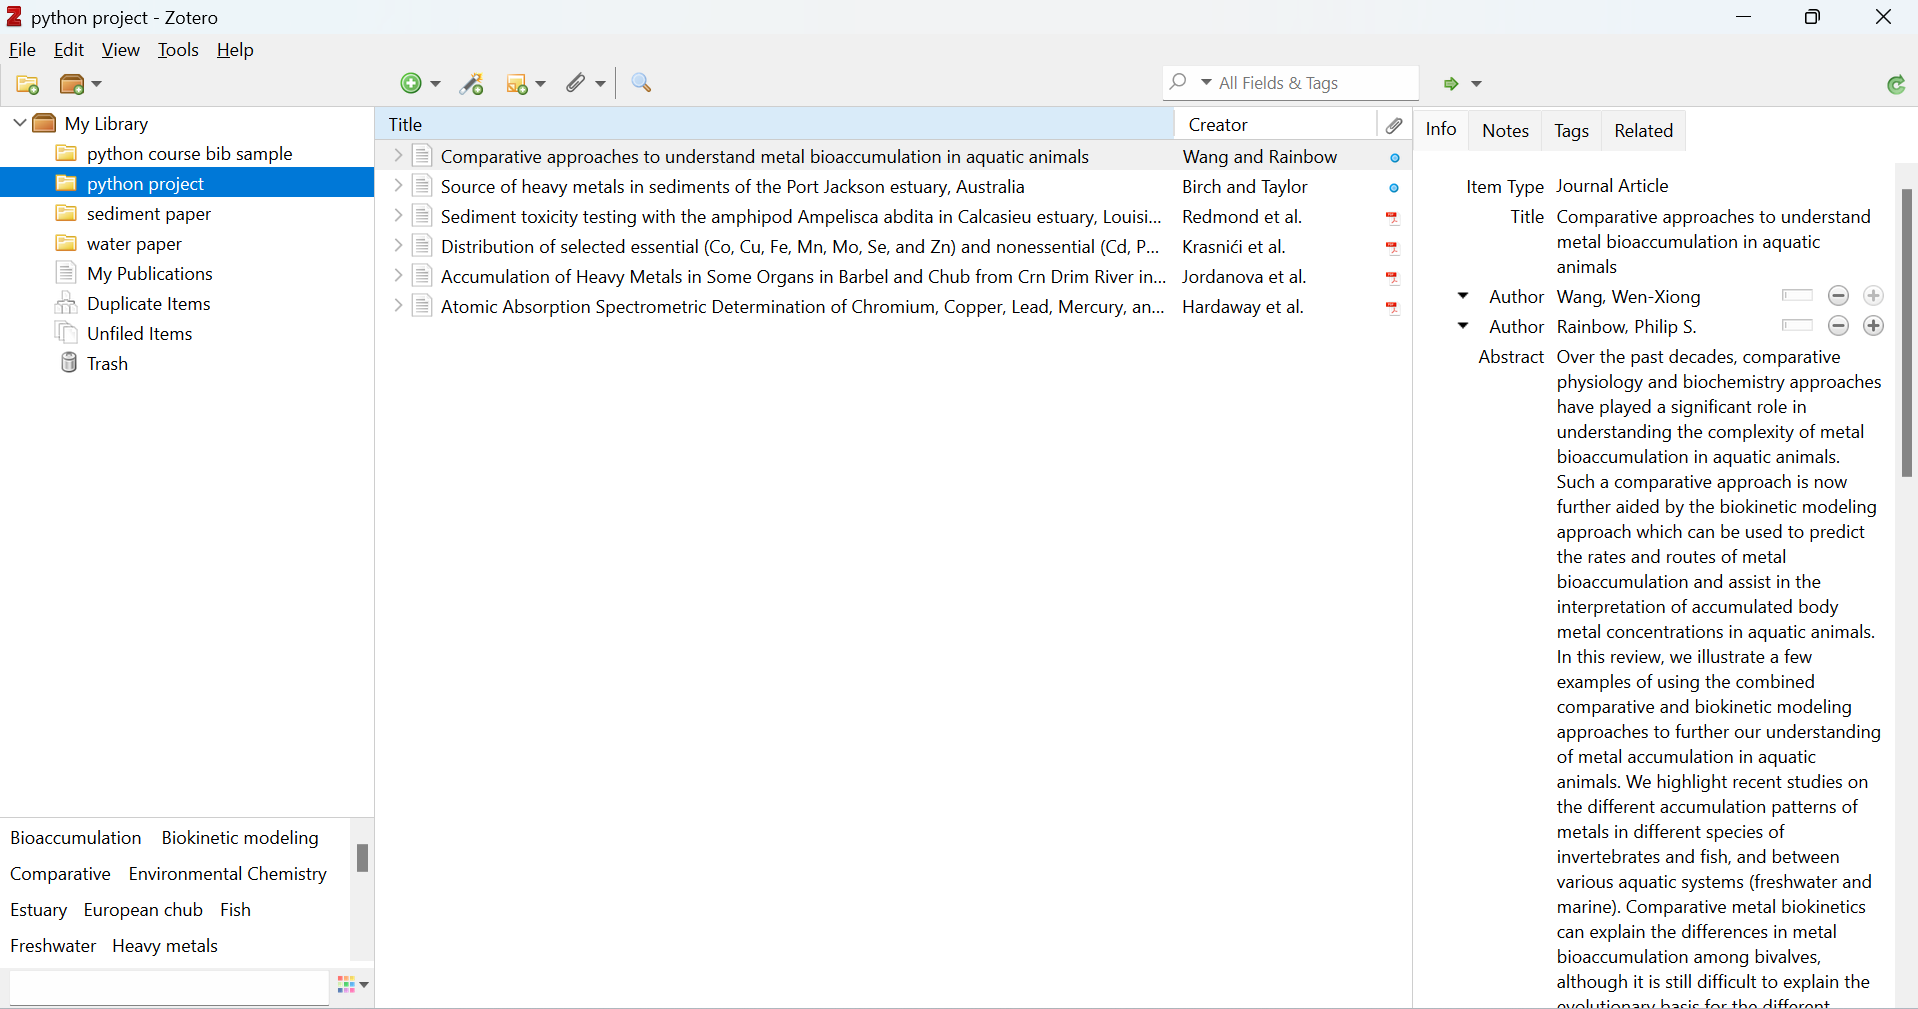 python project - Zotero
File Edit View Tools Help
All Fields & Tags
My Library
python course bib sample
python project
sediment paper
water paper
My Publications
Duplicate Items
Unfiled Items
Trash
Bioaccumulation Biokinetic modeling
Comparative Environmental Chemistry
Estuary European chub Fish
Freshwater Heavy metals
Title Creator
Comparative approaches to understand metal bioaccumulation in aquatic animals Wang and Rainbow
Source of heavy metals in sediments of the Port Jackson estuary, Australia Birch and Taylor
Sediment toxicity testing with the amphipod Ampelisca abdita in Calcasieu estuary, Louisi... Redmond et al.
Distribution of selected essential (Co, Cu, Fe, Mn, Mo, Se, and Zn) and nonessential (Cd, P... Krasnići et al.
Accumulation of Heavy Metals in Some Organs in Barbel and Chub from Crn Drim River in... Jordanova et al.
Atomic Absorption Spectrometric Determination of Chromium, Copper, Lead, Mercury, an... Hardaway et al.
Info Notes Tags Related
Item Type Journal Article
Title Comparative approaches to understand
metal bioaccumulation in aquatic
animals
Author Wang, Wen-Xiong
Author Rainbow, Philip S.
Abstract Over the past decades, comparative
physiology and biochemistry approaches
have played a significant role in
understanding the complexity of metal
bioaccumulation in aquatic animals.
Such a comparative approach is now
further aided by the biokinetic modeling
approach which can be used to predict
the rates and routes of metal
bioaccumulation and assist in the
interpretation of accumulated body
metal concentrations in aquatic animals.
In this review, we illustrate a few
examples of using the combined
comparative and biokinetic modeling
approaches to further our understanding
of metal accumulation in aquatic
animals. We highlight recent studies on
the different accumulation patterns of
metals in different species of
invertebrates and fish, and between
various aquatic systems (freshwater and
marine). Comparative metal biokinetics
can explain the differences in metal
bioaccumulation among bivalves,
although it is still difficult to explain the
evolutionary basis for the different